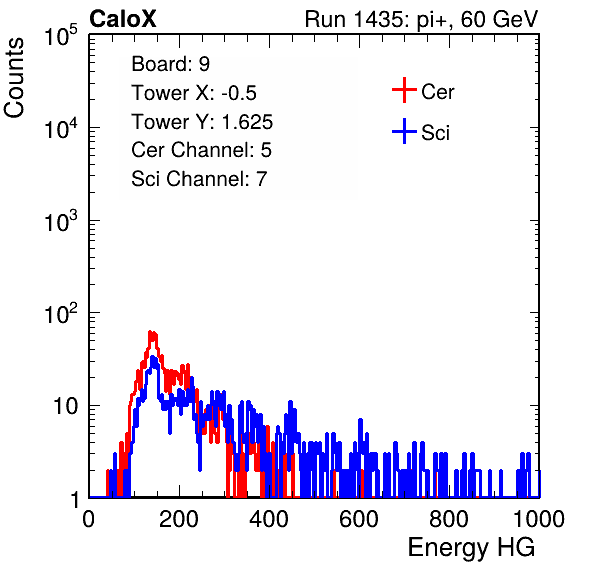 CaloX Run 1435: pi+, 60 GeV
Counts
Board: 9
Tower X: -0.5
Tower Y: 1.625
Cer Channel: 5
Sci Channel: 7
Cer
Sci
10^5
10^4
10^3
10^2
10
1
0 200 400 600 800 1000
Energy HG